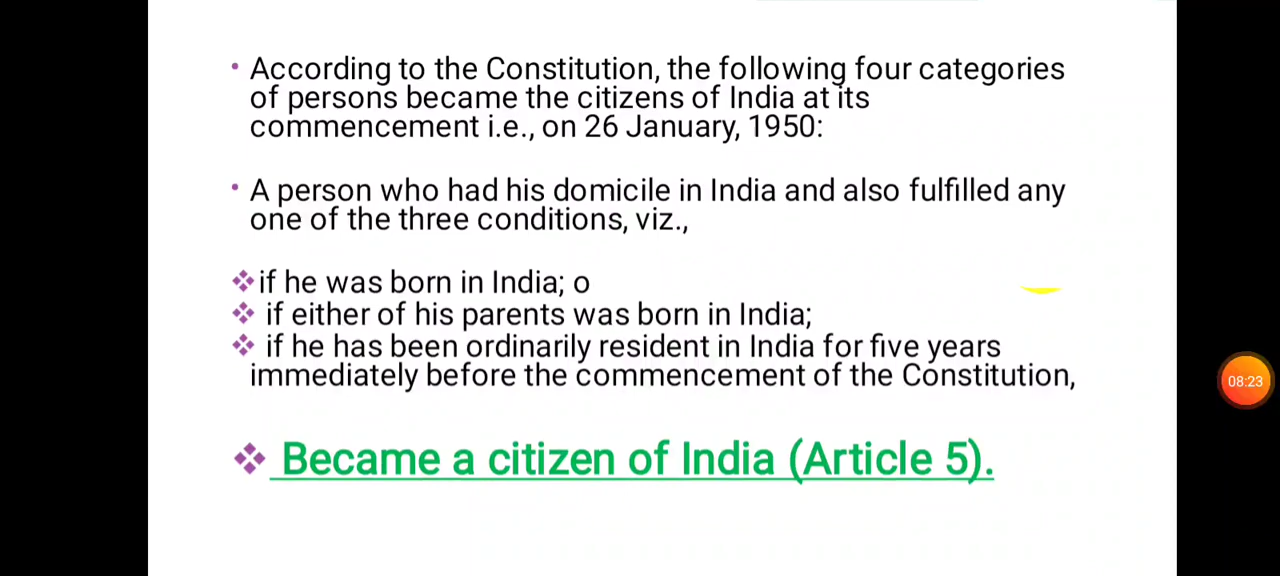 • According to the Constitution, the following four categories
of persons became the citizens of India at its
commencement i.e., on 26 January, 1950:
• A person who had his domicile in India and also fulfilled any
one of the three conditions, viz.,
❖if he was born in India; o
❖ if either of his parents was born in India;
❖ if he has been ordinarily resident in India for five years
immediately before the commencement of the Constitution,
08:23
❖ Became a citizen of India (Article 5).